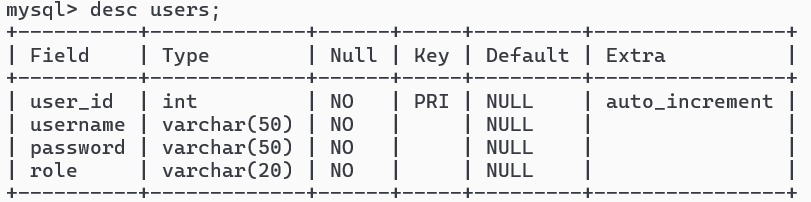 mysql> desc users;
+----------+-------------+------+-----+---------+----------------+
| Field    | Type        | Null | Key | Default | Extra          |
+----------+-------------+------+-----+---------+----------------+
| user_id  | int         | NO   | PRI | NULL    | auto_increment |
| username | varchar(50) | NO   |     | NULL    |                |
| password | varchar(50) | NO   |     | NULL    |                |
| role     | varchar(20) | NO   |     | NULL    |                |
+----------+-------------+------+-----+---------+----------------+